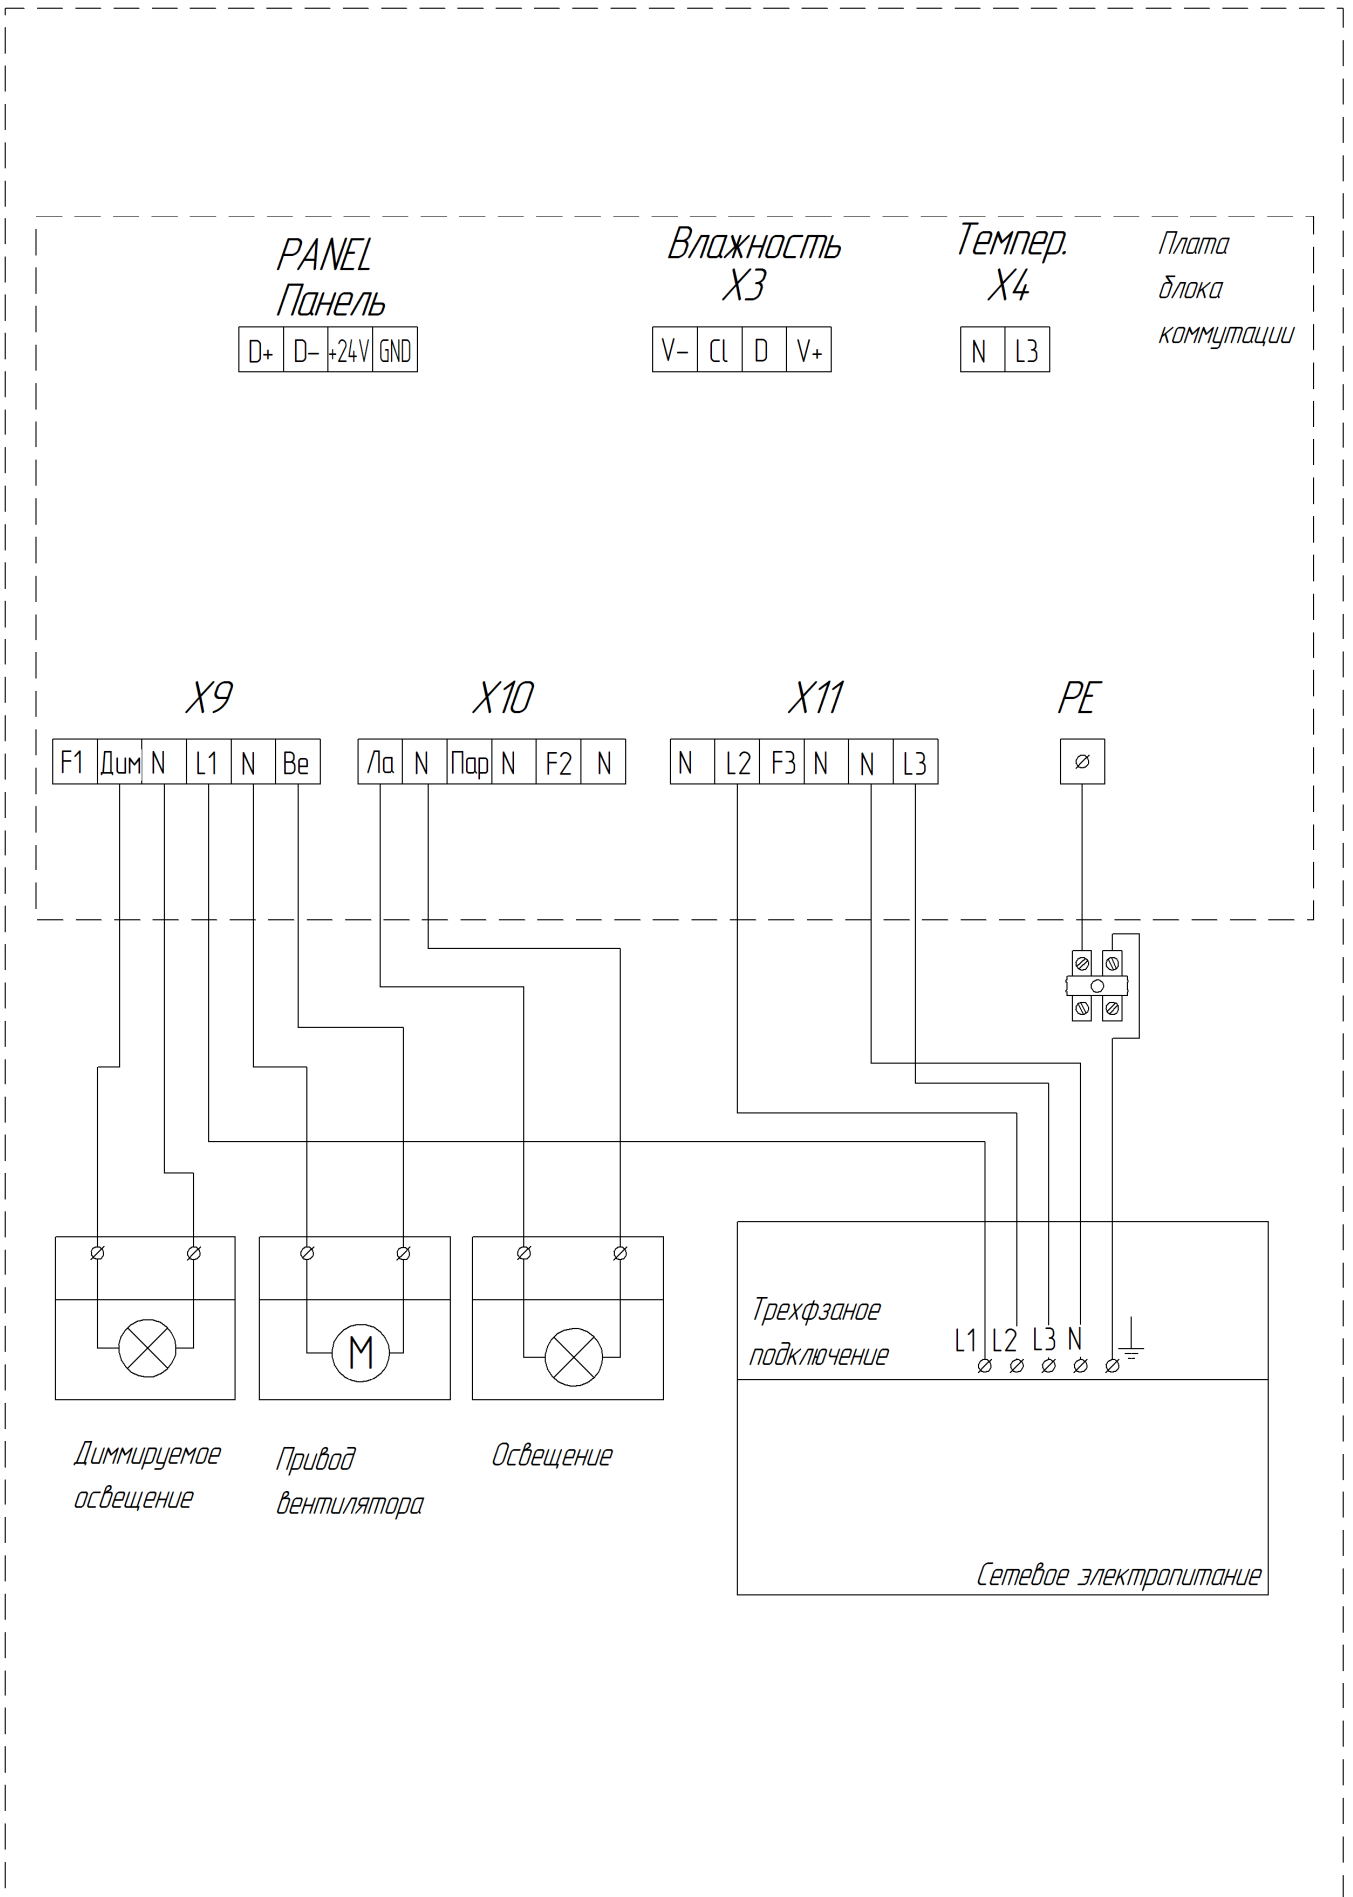 PANEL
Панель
D+ D- +24V GND
Влажность
X3
V- Cl D V+
Темпер.
X4
N L3
Плата
блока
коммутации
X9
F1 Дим N L1 N Ве
X10
Ла N Пар N F2 N
X11
N L2 F3 N N L3
PE
M
Диммируемое
освещение
Привод
вентилятора
Освещение
Трехфзаное
подключение
L1 L2 L3 N
Сетевое электропитание